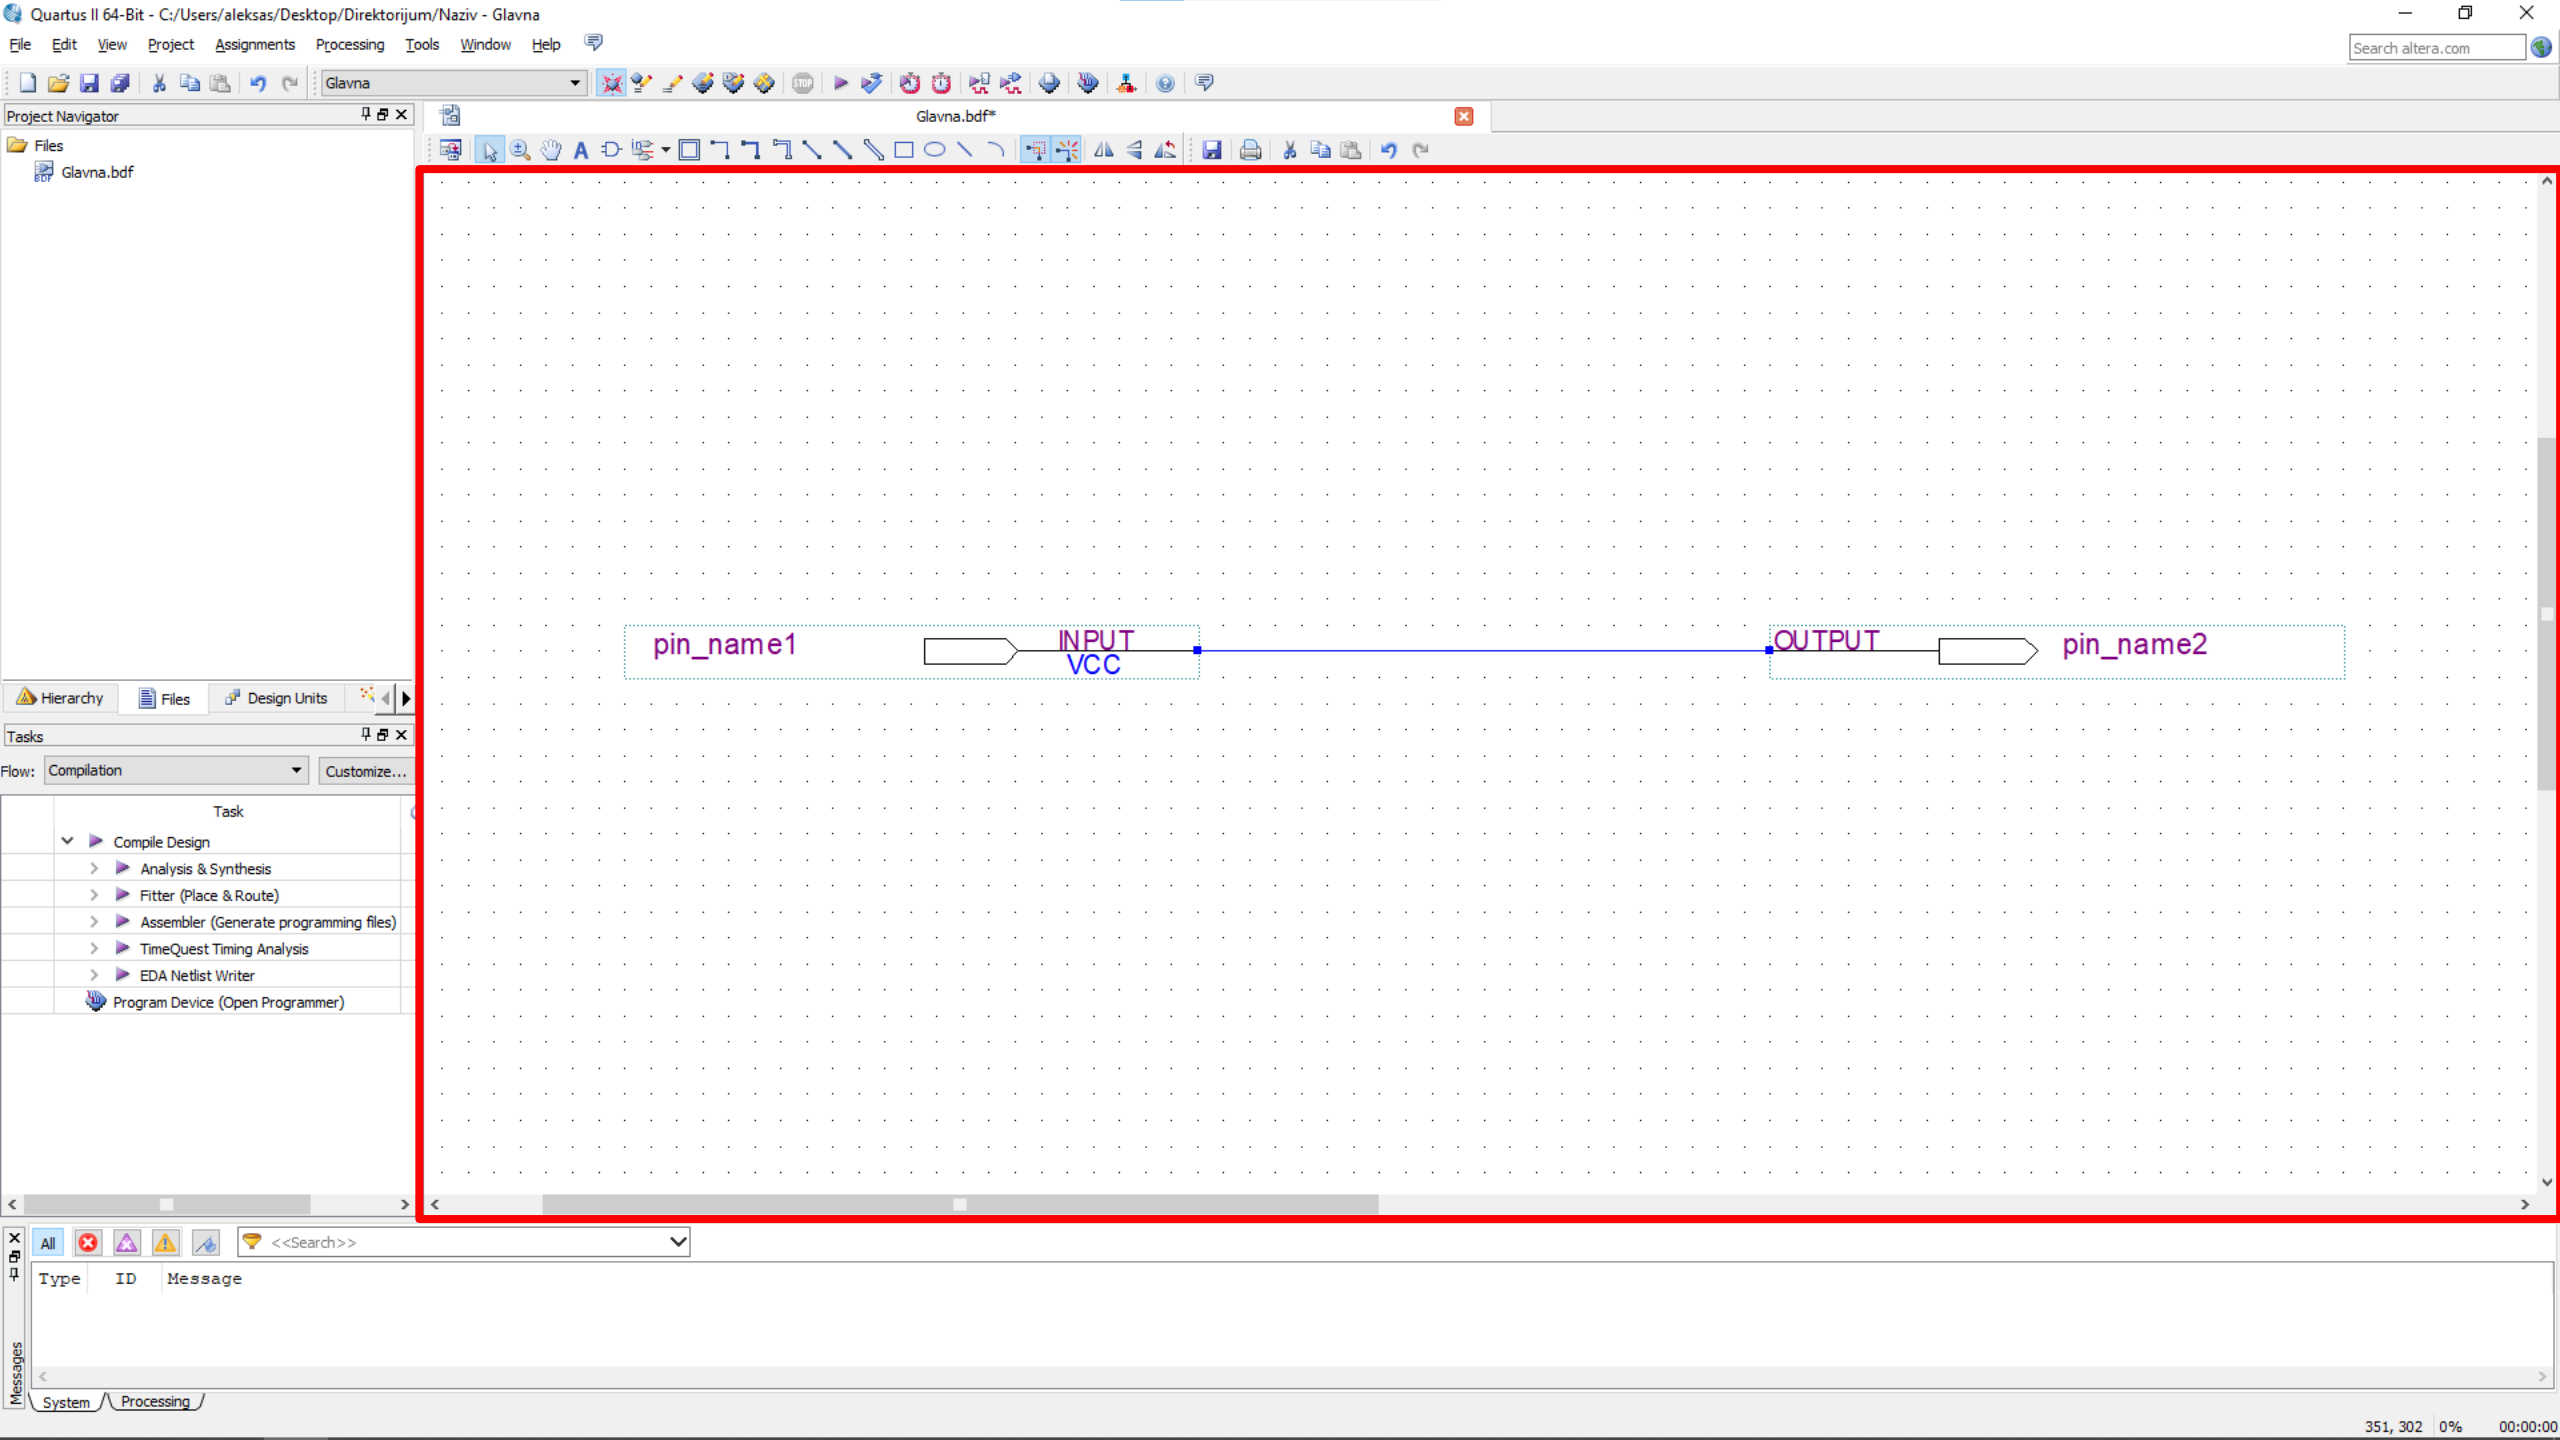 Quartus II 64-Bit - C:/Users/aleksas/Desktop/Direktorijum/Naziv - Glavna
File Edit View Project Assignments Processing Tools Window Help
Search altera.com
Glavna
STOP
Project Navigator
Glavna.bdf*
Files
BDF Glavna.bdf
A
pin_name1
INPUT
VCC
OUTPUT
pin_name2
Hierarchy Files Design Units
Tasks
Flow: Compilation Customize...
Task
Compile Design
Analysis & Synthesis
Fitter (Place & Route)
Assembler (Generate programming files)
TimeQuest Timing Analysis
EDA Netlist Writer
Program Device (Open Programmer)
All <<Search>>
Type ID Message
Messages
System Processing
351, 302 0% 00:00:00